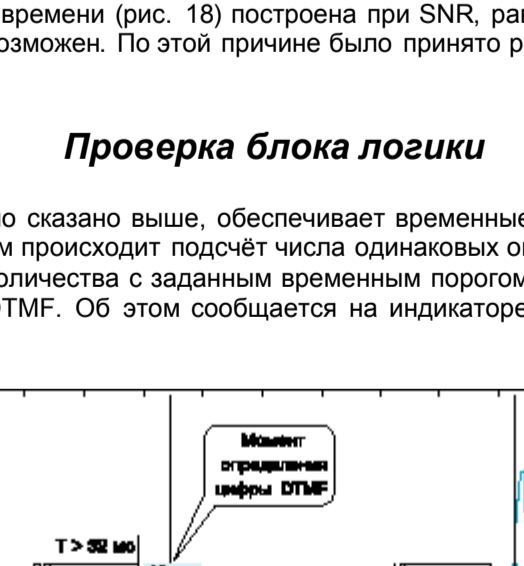 времени (рис. 18) построена при SNR, ра
озможен. По этой причине было принято р
Проверка блока логики
о сказано выше, обеспечивает временные
м происходит подсчёт числа одинаковых о
оличества с заданным временным порогом
DTMF. Об этом сообщается на индикаторе
Момент
определения
цифры DTMF
T > 32 мс